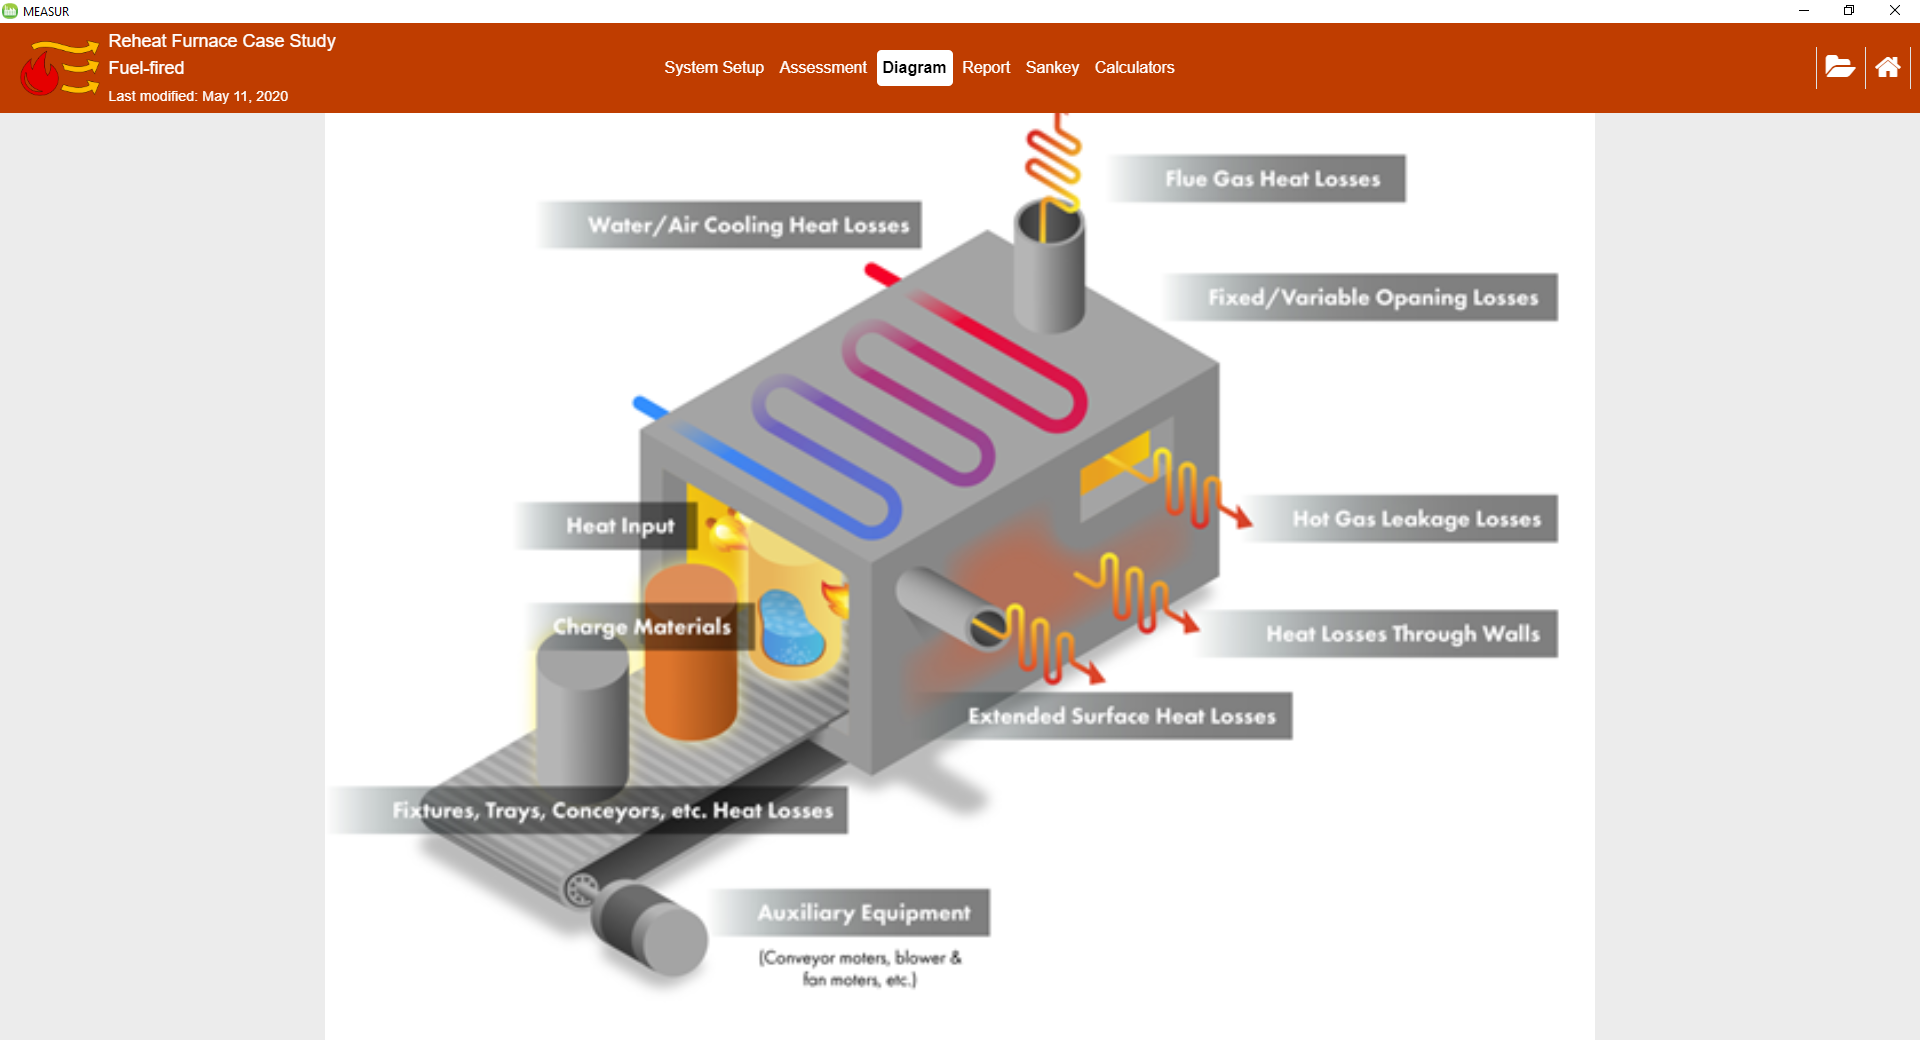 MEASUR
Reheat Furnace Case Study
Fuel-fired
Last modified: May 11, 2020
System Setup Assessment Diagram Report Sankey Calculators
Flue Gas Heat Losses
Water/Air Cooling Heat Losses
Fixed/Variable Opaning Losses
Heat Input
Hot Gas Leakage Losses
Charge Materials
Heat Losses Through Walls
Extended Surface Heat Losses
Fixtures, Trays, Conceyors, etc. Heat Losses
Auxiliary Equipment
(Conveyor moters, blower &
fan moters, etc.)